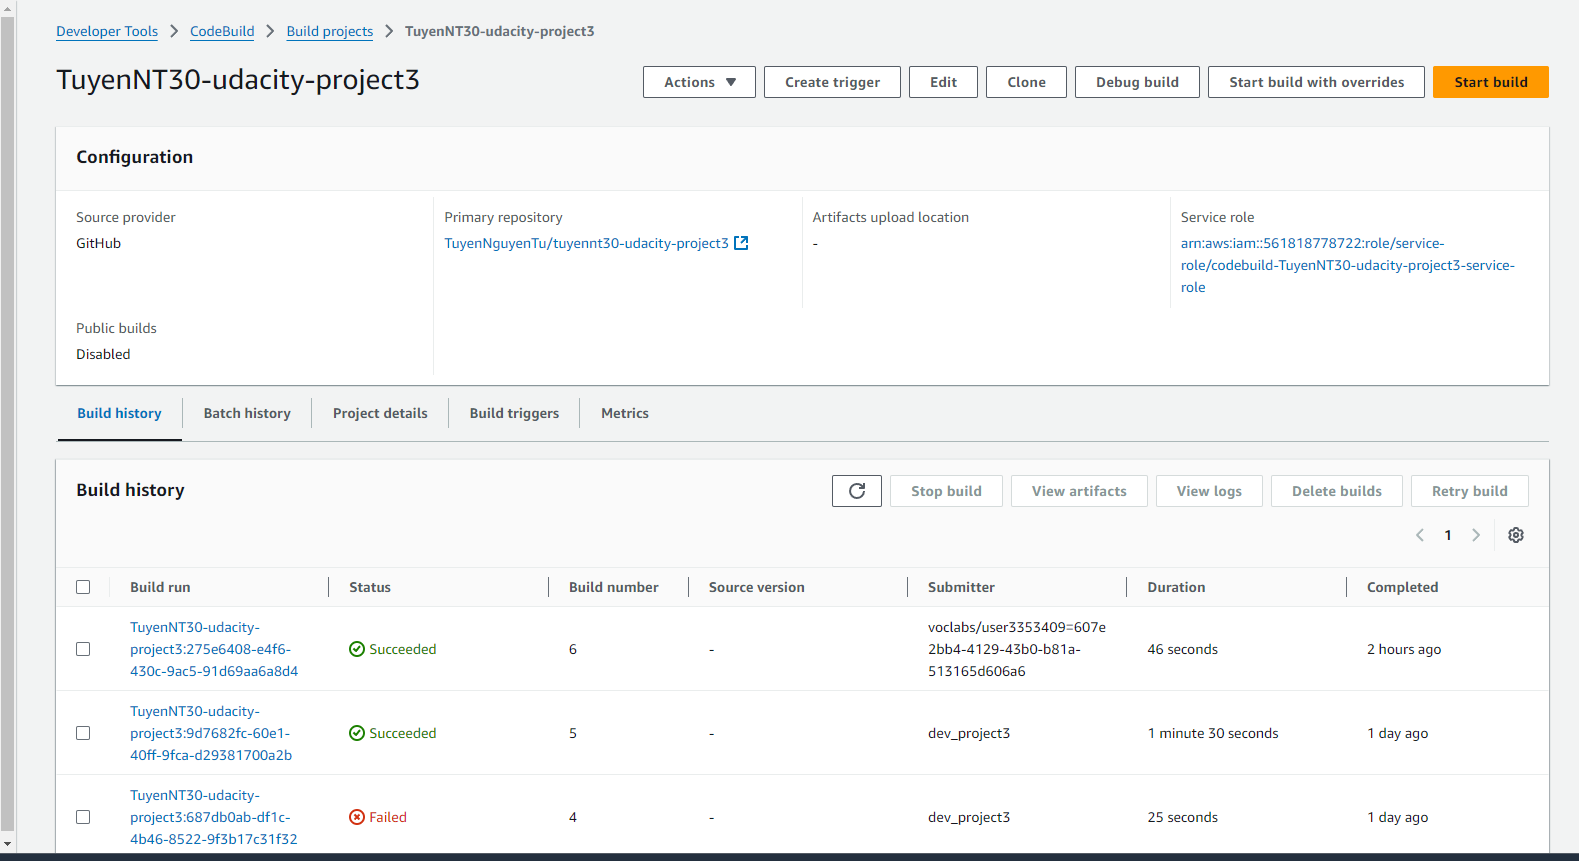 Developer Tools > CodeBuild > Build projects > TuyenNT30-udacity-project3
TuyenNT30-udacity-project3
Actions
Create trigger
Edit
Clone
Debug build
Start build with overrides
Start build
Configuration
Source provider
GitHub
Primary repository
TuyenNguyenTu/tuyennt30-udacity-project3
Artifacts upload location
-
Service role
arn:aws:iam::561818778722:role/service-
role/codebuild-TuyenNT30-udacity-project3-service-
role
Public builds
Disabled
Build history
Batch history
Project details
Build triggers
Metrics
Build history
Stop build
View artifacts
View logs
Delete builds
Retry build
1
Build run
Status
Build number
Source version
Submitter
Duration
Completed
TuyenNT30-udacity-
project3:275e6408-e4f6-
430c-9ac5-91d69aa6a8d4
Succeeded
6
-
voclabs/user3353409=607e
2bb4-4129-43b0-b81a-
513165d606a6
46 seconds
2 hours ago
TuyenNT30-udacity-
project3:9d7682fc-60e1-
40ff-9fca-d29381700a2b
Succeeded
5
-
dev_project3
1 minute 30 seconds
1 day ago
TuyenNT30-udacity-
project3:687db0ab-df1c-
4b46-8522-9f3b17c31f32
Failed
4
-
dev_project3
25 seconds
1 day ago